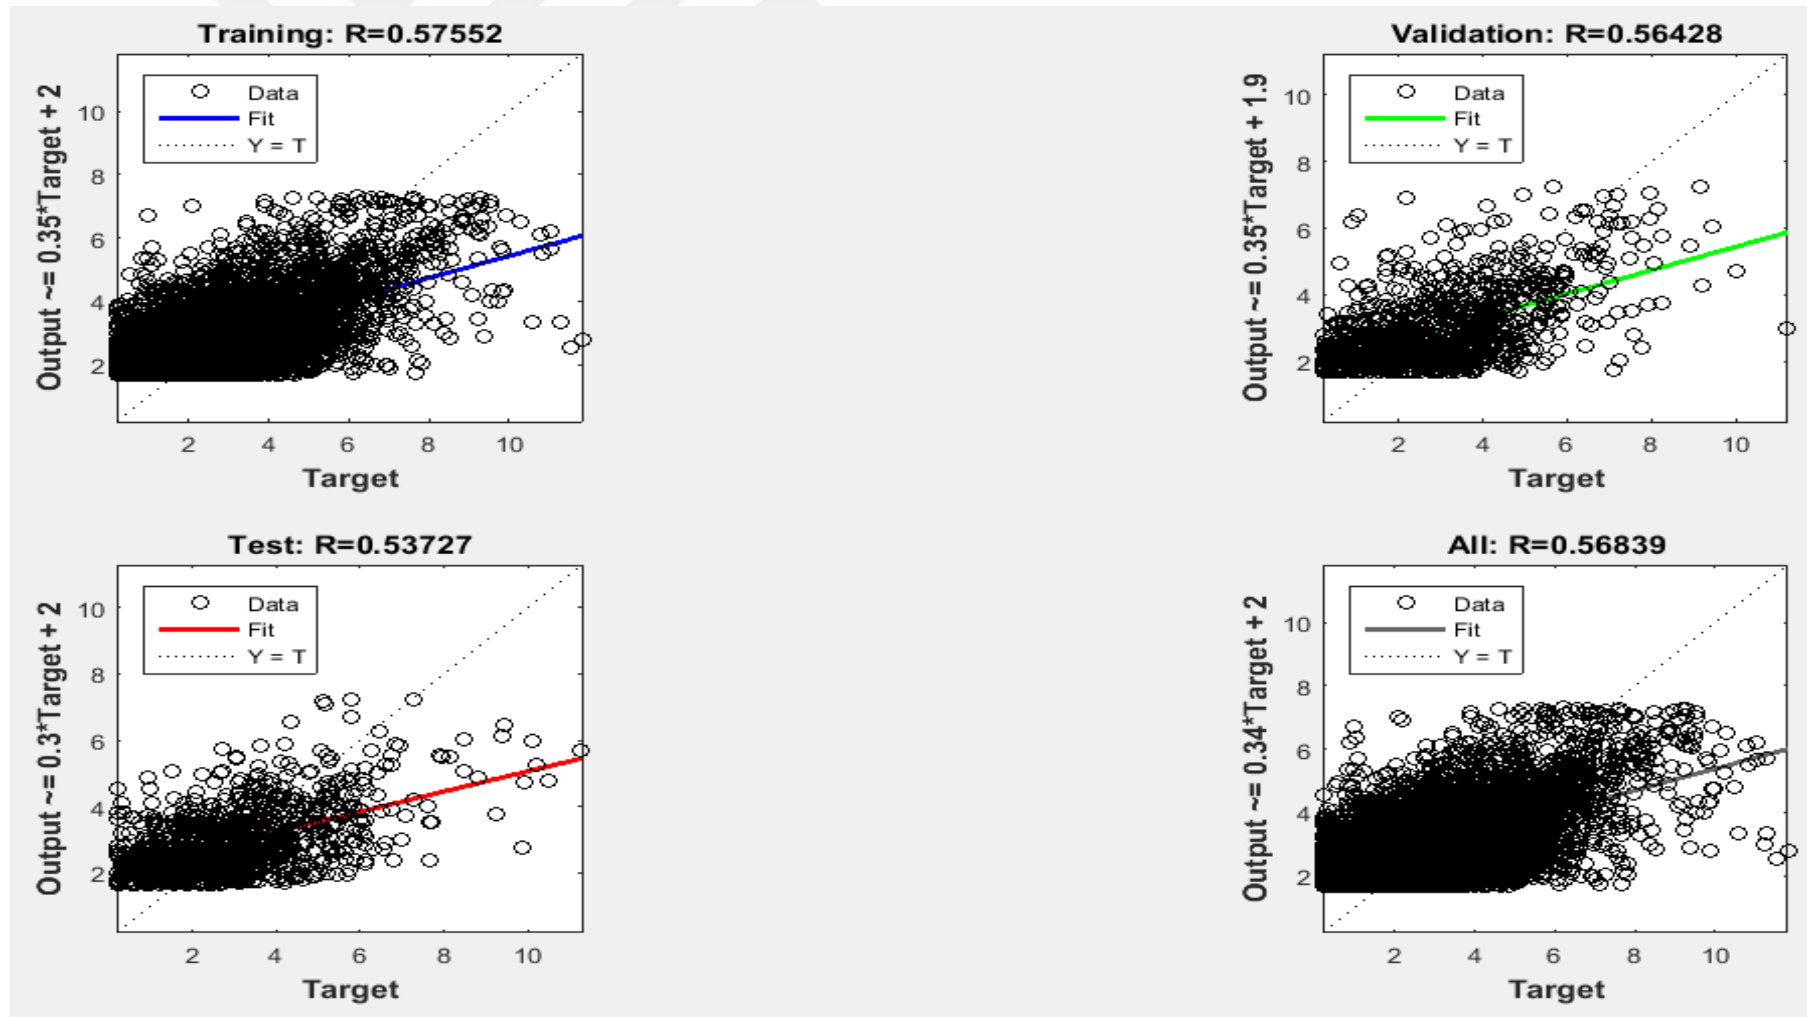 Training: R=0.57552
Output ~= 0.35*Target + 2
Data
Fit
Y = T
10
8
6
4
2
2 4 6 8 10
Target
Validation: R=0.56428
Output ~= 0.35*Target + 1.9
Data
Fit
Y = T
10
8
6
4
2
2 4 6 8 10
Target
Test: R=0.53727
Output ~= 0.3*Target + 2
Data
Fit
Y = T
10
8
6
4
2
2 4 6 8 10
Target
All: R=0.56839
Output ~= 0.34*Target + 2
Data
Fit
Y = T
10
8
6
4
2
2 4 6 8 10
Target